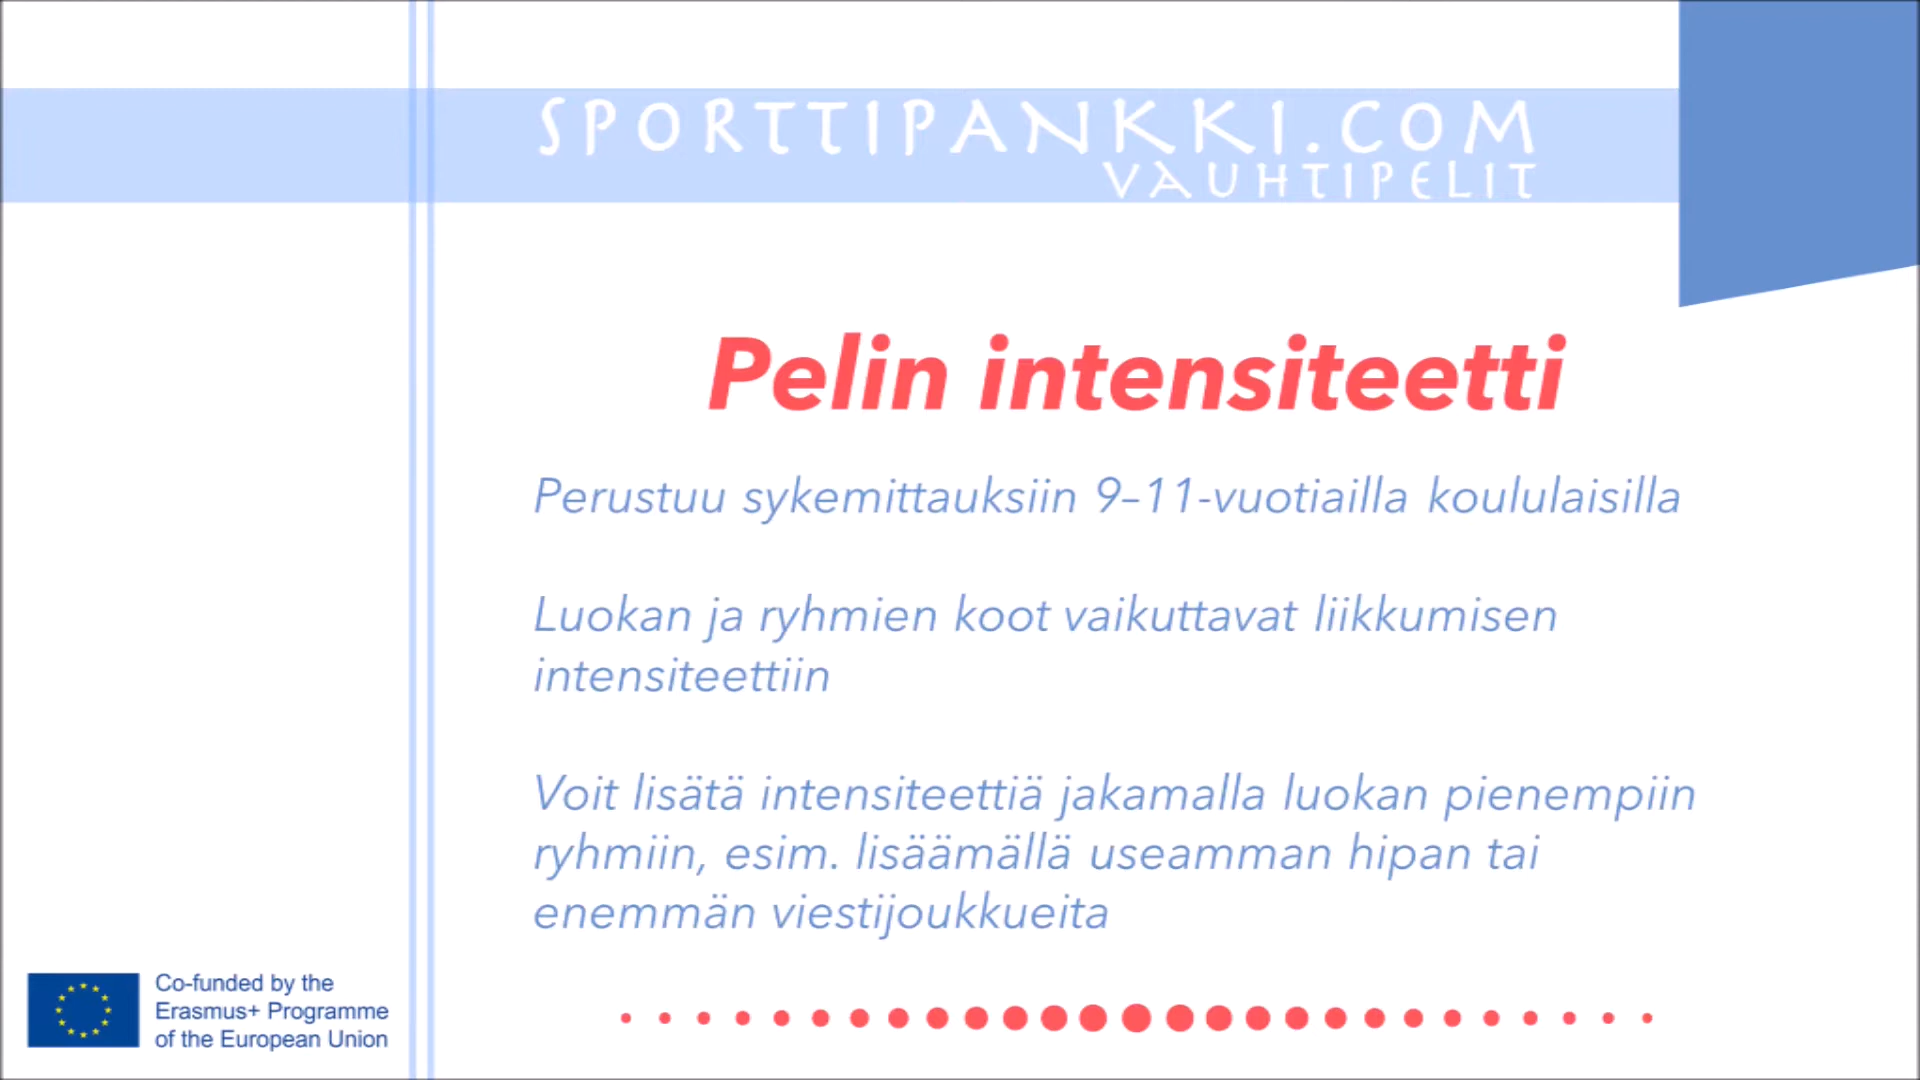 SPORTTIPANKKI.COM
VAUHTIPELIT
Pelin intensiteetti
Perustuu sykemittauksiin 9–11-vuotiailla koululaisilla
Luokan ja ryhmien koot vaikuttavat liikkumisen
intensiteettiin
Voit lisätä intensiteettiä jakamalla luokan pienempiin
ryhmiin, esim. lisäämällä useamman hipan tai
enemmän viestijoukkueita
Co-funded by the
Erasmus+ Programme
of the European Union